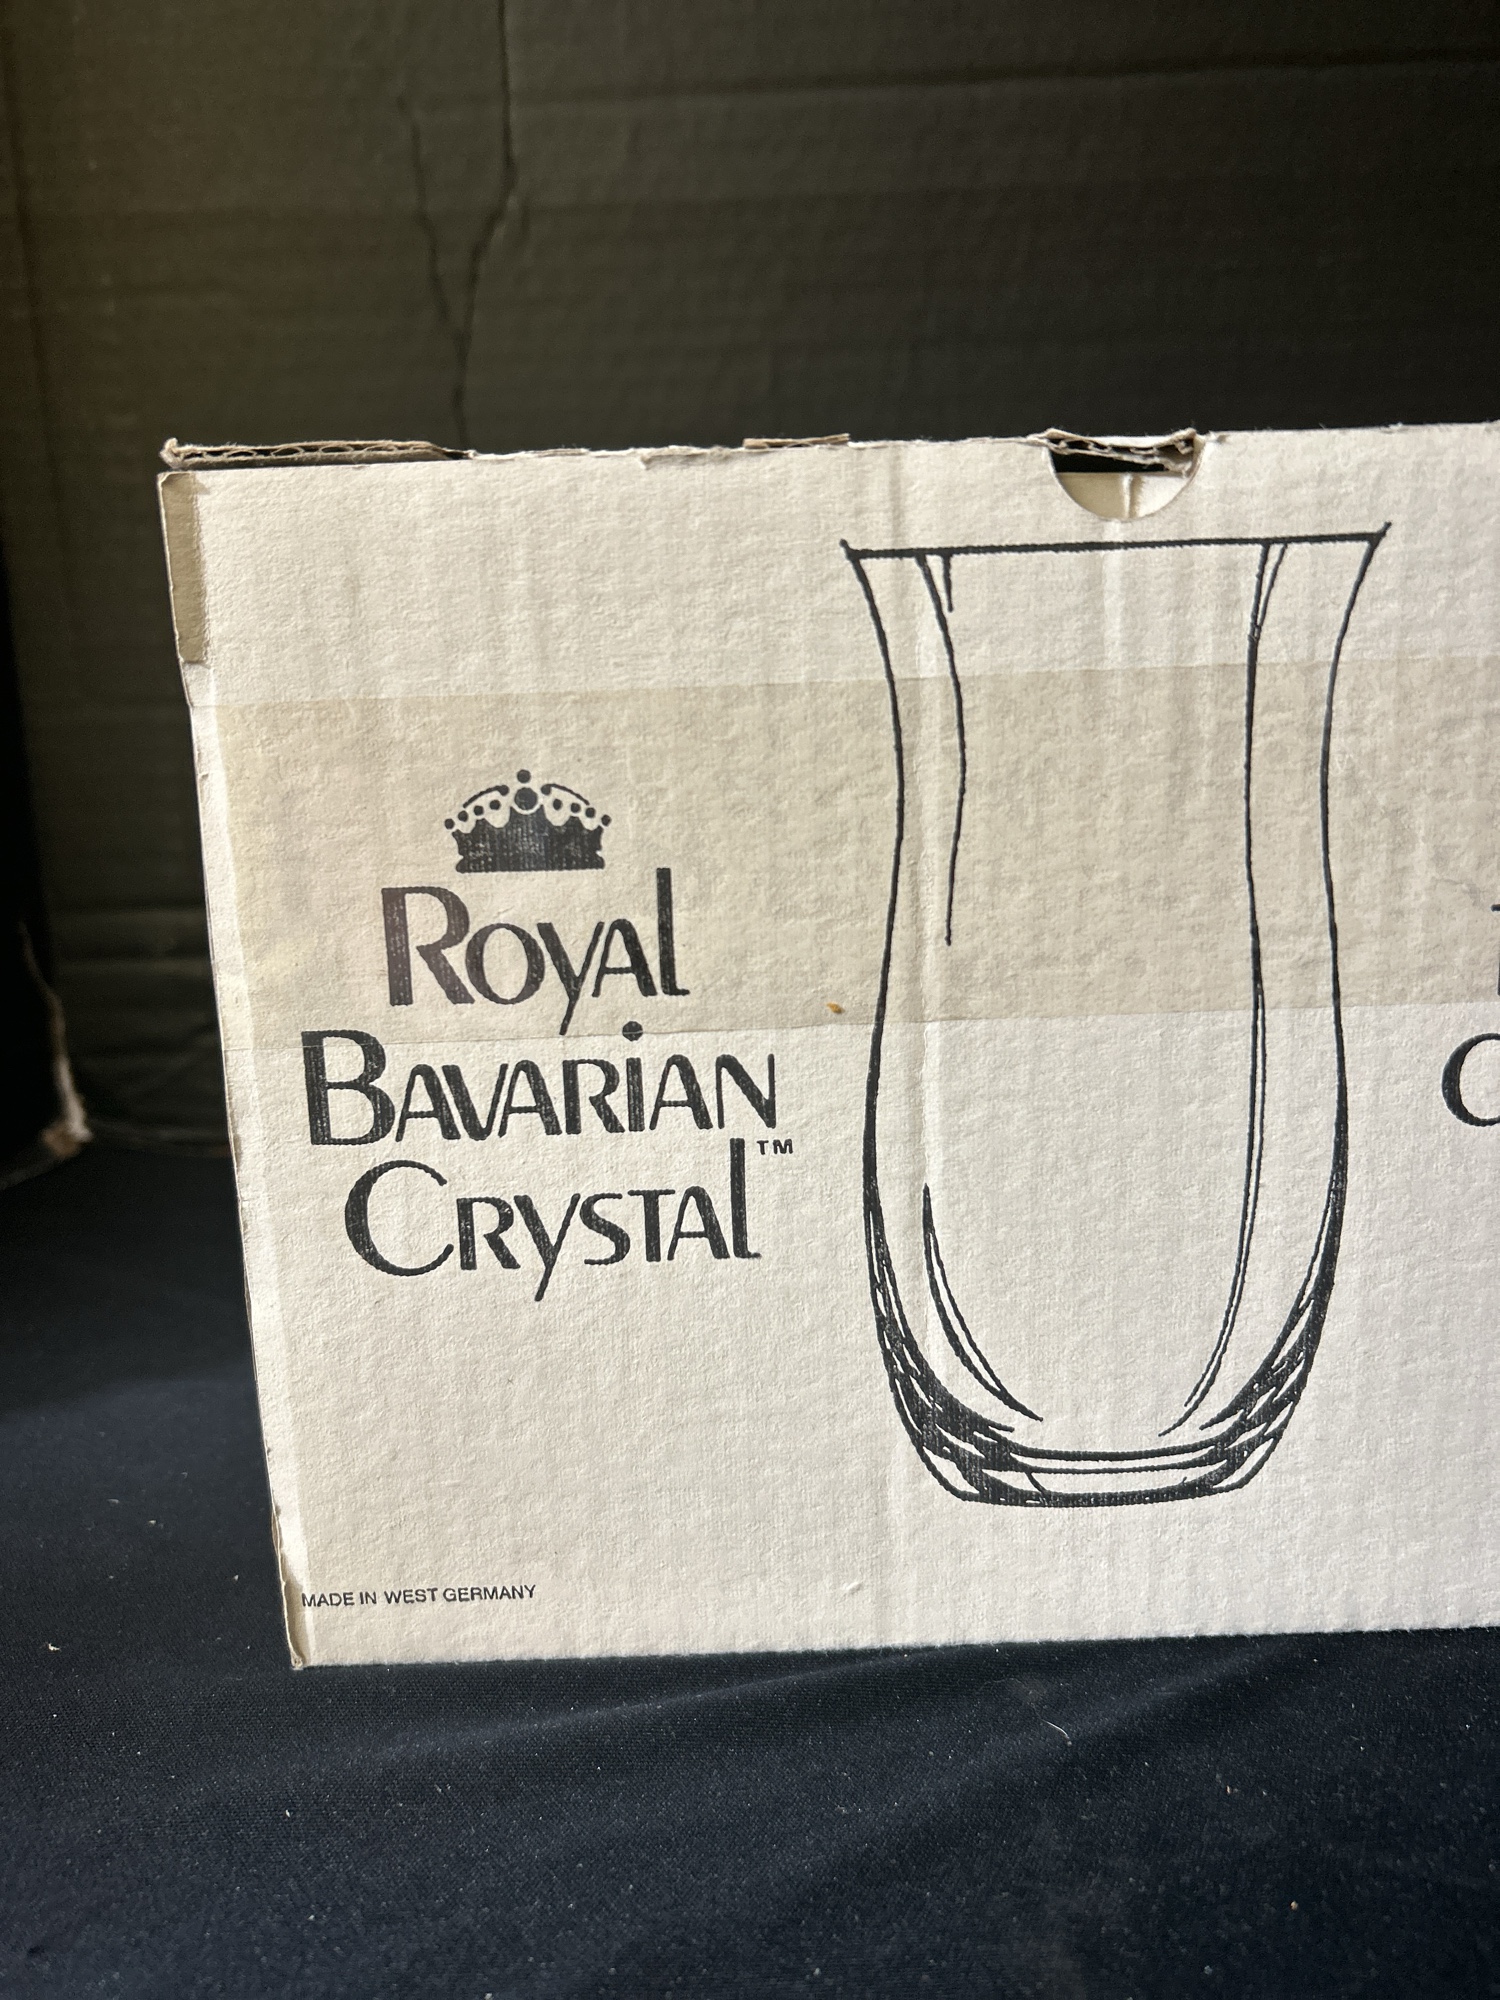 Royal
Bavarian
Crystal™
MADE IN WEST GERMANY